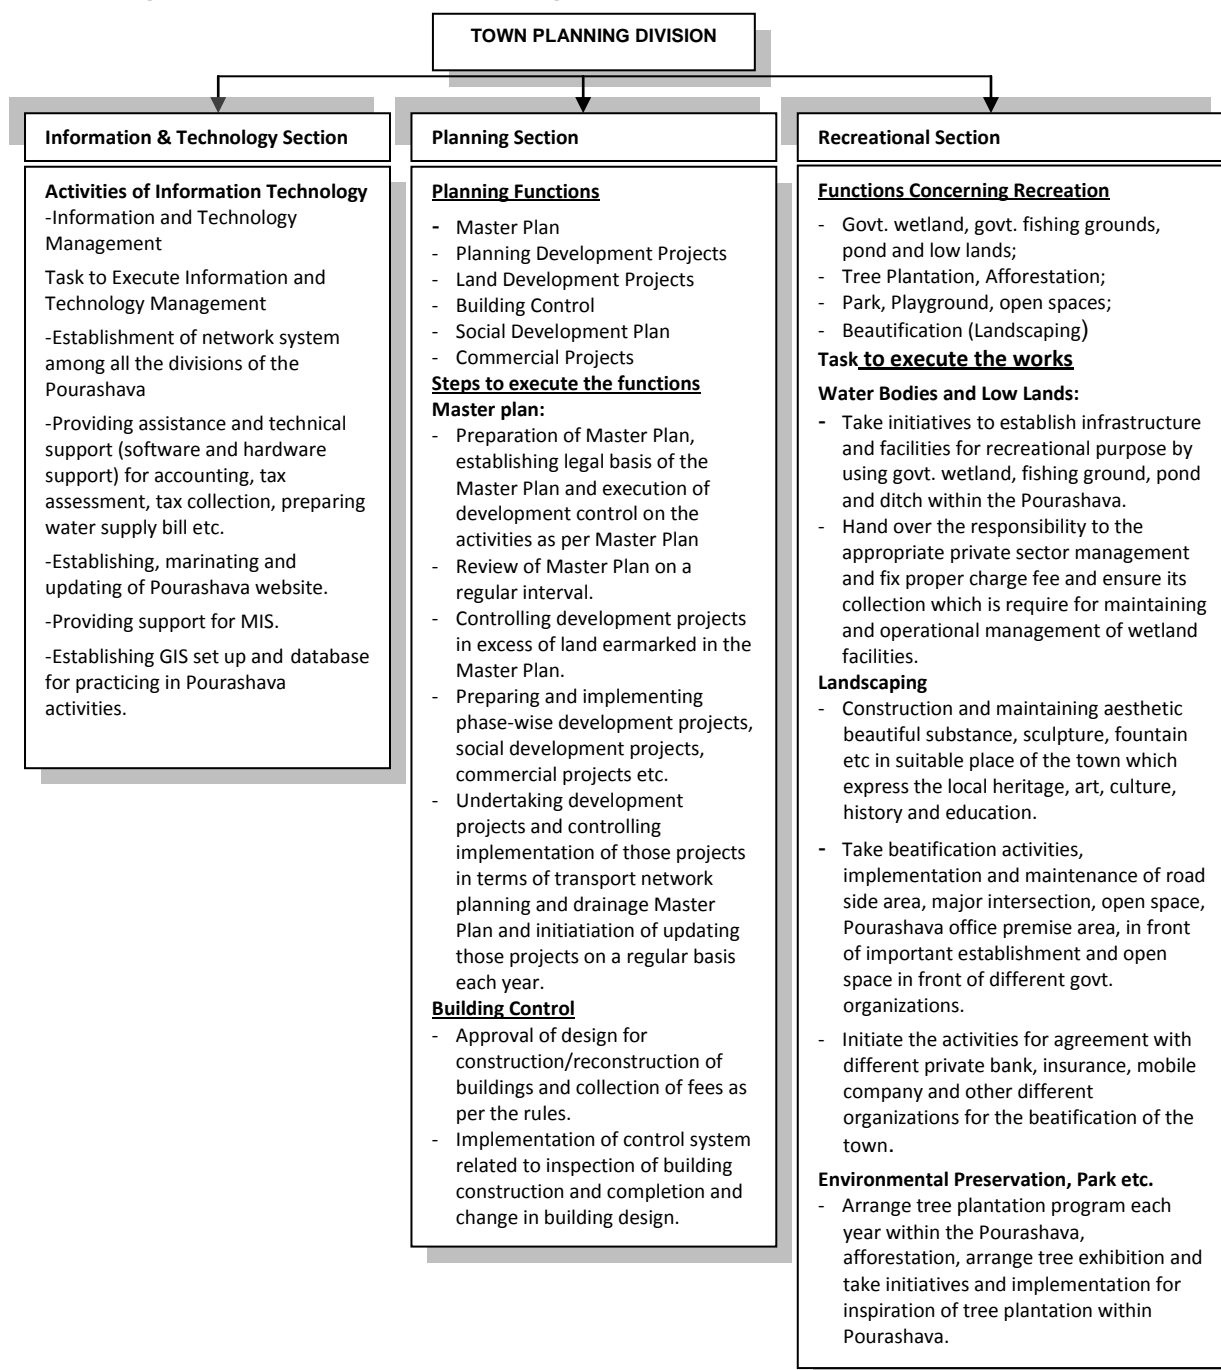 TOWN PLANNING DIVISION
Information & Technology Section
Activities of Information Technology
-Information and Technology
Management
Task to Execute Information and
Technology Management
-Establishment of network system
among all the divisions of the
Pourashava
-Providing assistance and technical
support (software and hardware
support) for accounting, tax
assessment, tax collection, preparing
water supply bill etc.
-Establishing, marinating and
updating of Pourashava website.
-Providing support for MIS.
-Establishing GIS set up and database
for practicing in Pourashava
activities.
Planning Section
Planning Functions
- Master Plan
- Planning Development Projects
- Land Development Projects
- Building Control
- Social Development Plan
- Commercial Projects
Steps to execute the functions
Master plan:
- Preparation of Master Plan,
establishing legal basis of the
Master Plan and execution of
development control on the
activities as per Master Plan
- Review of Master Plan on a
regular interval.
- Controlling development projects
in excess of land earmarked in the
Master Plan.
- Preparing and implementing
phase-wise development projects,
social development projects,
commercial projects etc.
- Undertaking development
projects and controlling
implementation of those projects
in terms of transport network
planning and drainage Master
Plan and initiatiation of updating
those projects on a regular basis
each year.
Building Control
- Approval of design for
construction/reconstruction of
buildings and collection of fees as
per the rules.
- Implementation of control system
related to inspection of building
construction and completion and
change in building design.
Recreational Section
Functions Concerning Recreation
- Govt. wetland, govt. fishing grounds,
pond and low lands;
- Tree Plantation, Afforestation;
- Park, Playground, open spaces;
- Beautification (Landscaping)
Task to execute the works
Water Bodies and Low Lands:
- Take initiatives to establish infrastructure
and facilities for recreational purpose by
using govt. wetland, fishing ground, pond
and ditch within the Pourashava.
- Hand over the responsibility to the
appropriate private sector management
and fix proper charge fee and ensure its
collection which is require for maintaining
and operational management of wetland
facilities.
Landscaping
- Construction and maintaining aesthetic
beautiful substance, sculpture, fountain
etc in suitable place of the town which
express the local heritage, art, culture,
history and education.
- Take beatification activities,
implementation and maintenance of road
side area, major intersection, open space,
Pourashava office premise area, in front
of important establishment and open
space in front of different govt.
organizations.
- Initiate the activities for agreement with
different private bank, insurance, mobile
company and other different
organizations for the beatification of the
town.
Environmental Preservation, Park etc.
- Arrange tree plantation program each
year within the Pourashava,
afforestation, arrange tree exhibition and
take initiatives and implementation for
inspiration of tree plantation within
Pourashava.